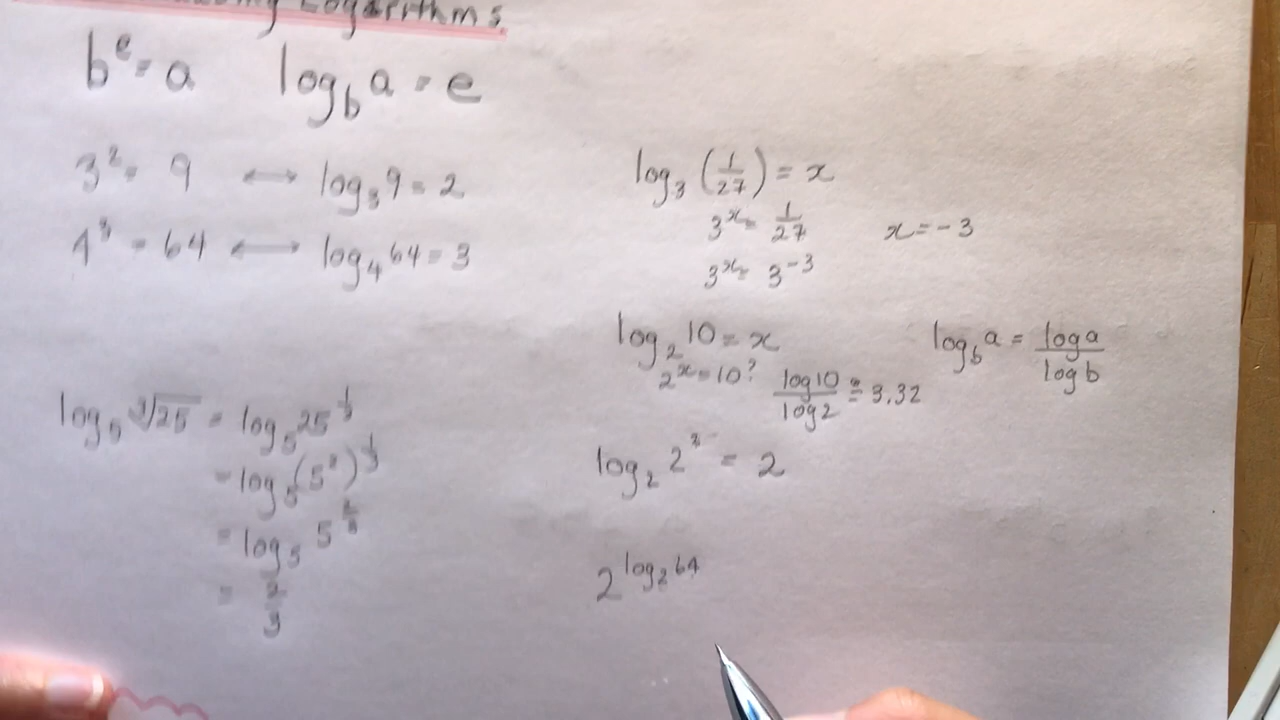 Logarithms
b^e = a    log_b a = e
3^2 = 9 ⟷ log_3 9 = 2
4^3 = 64 ⟷ log_4 64 = 3
log_5 ∛25 = log_5 25^(1/3)
= log_5 (5^2)^(1/3)
= log_5 5^(2/3)
= 2/3
log_3 (1/27) = x
3^x = 1/27    x = -3
3^x = 3^-3
log_2 10 = x    log_b a = log a / log b
2^x = 10?    log 10 / log 2 ≈ 3.32
log_2 2^2 = 2
2^(log_2 64)